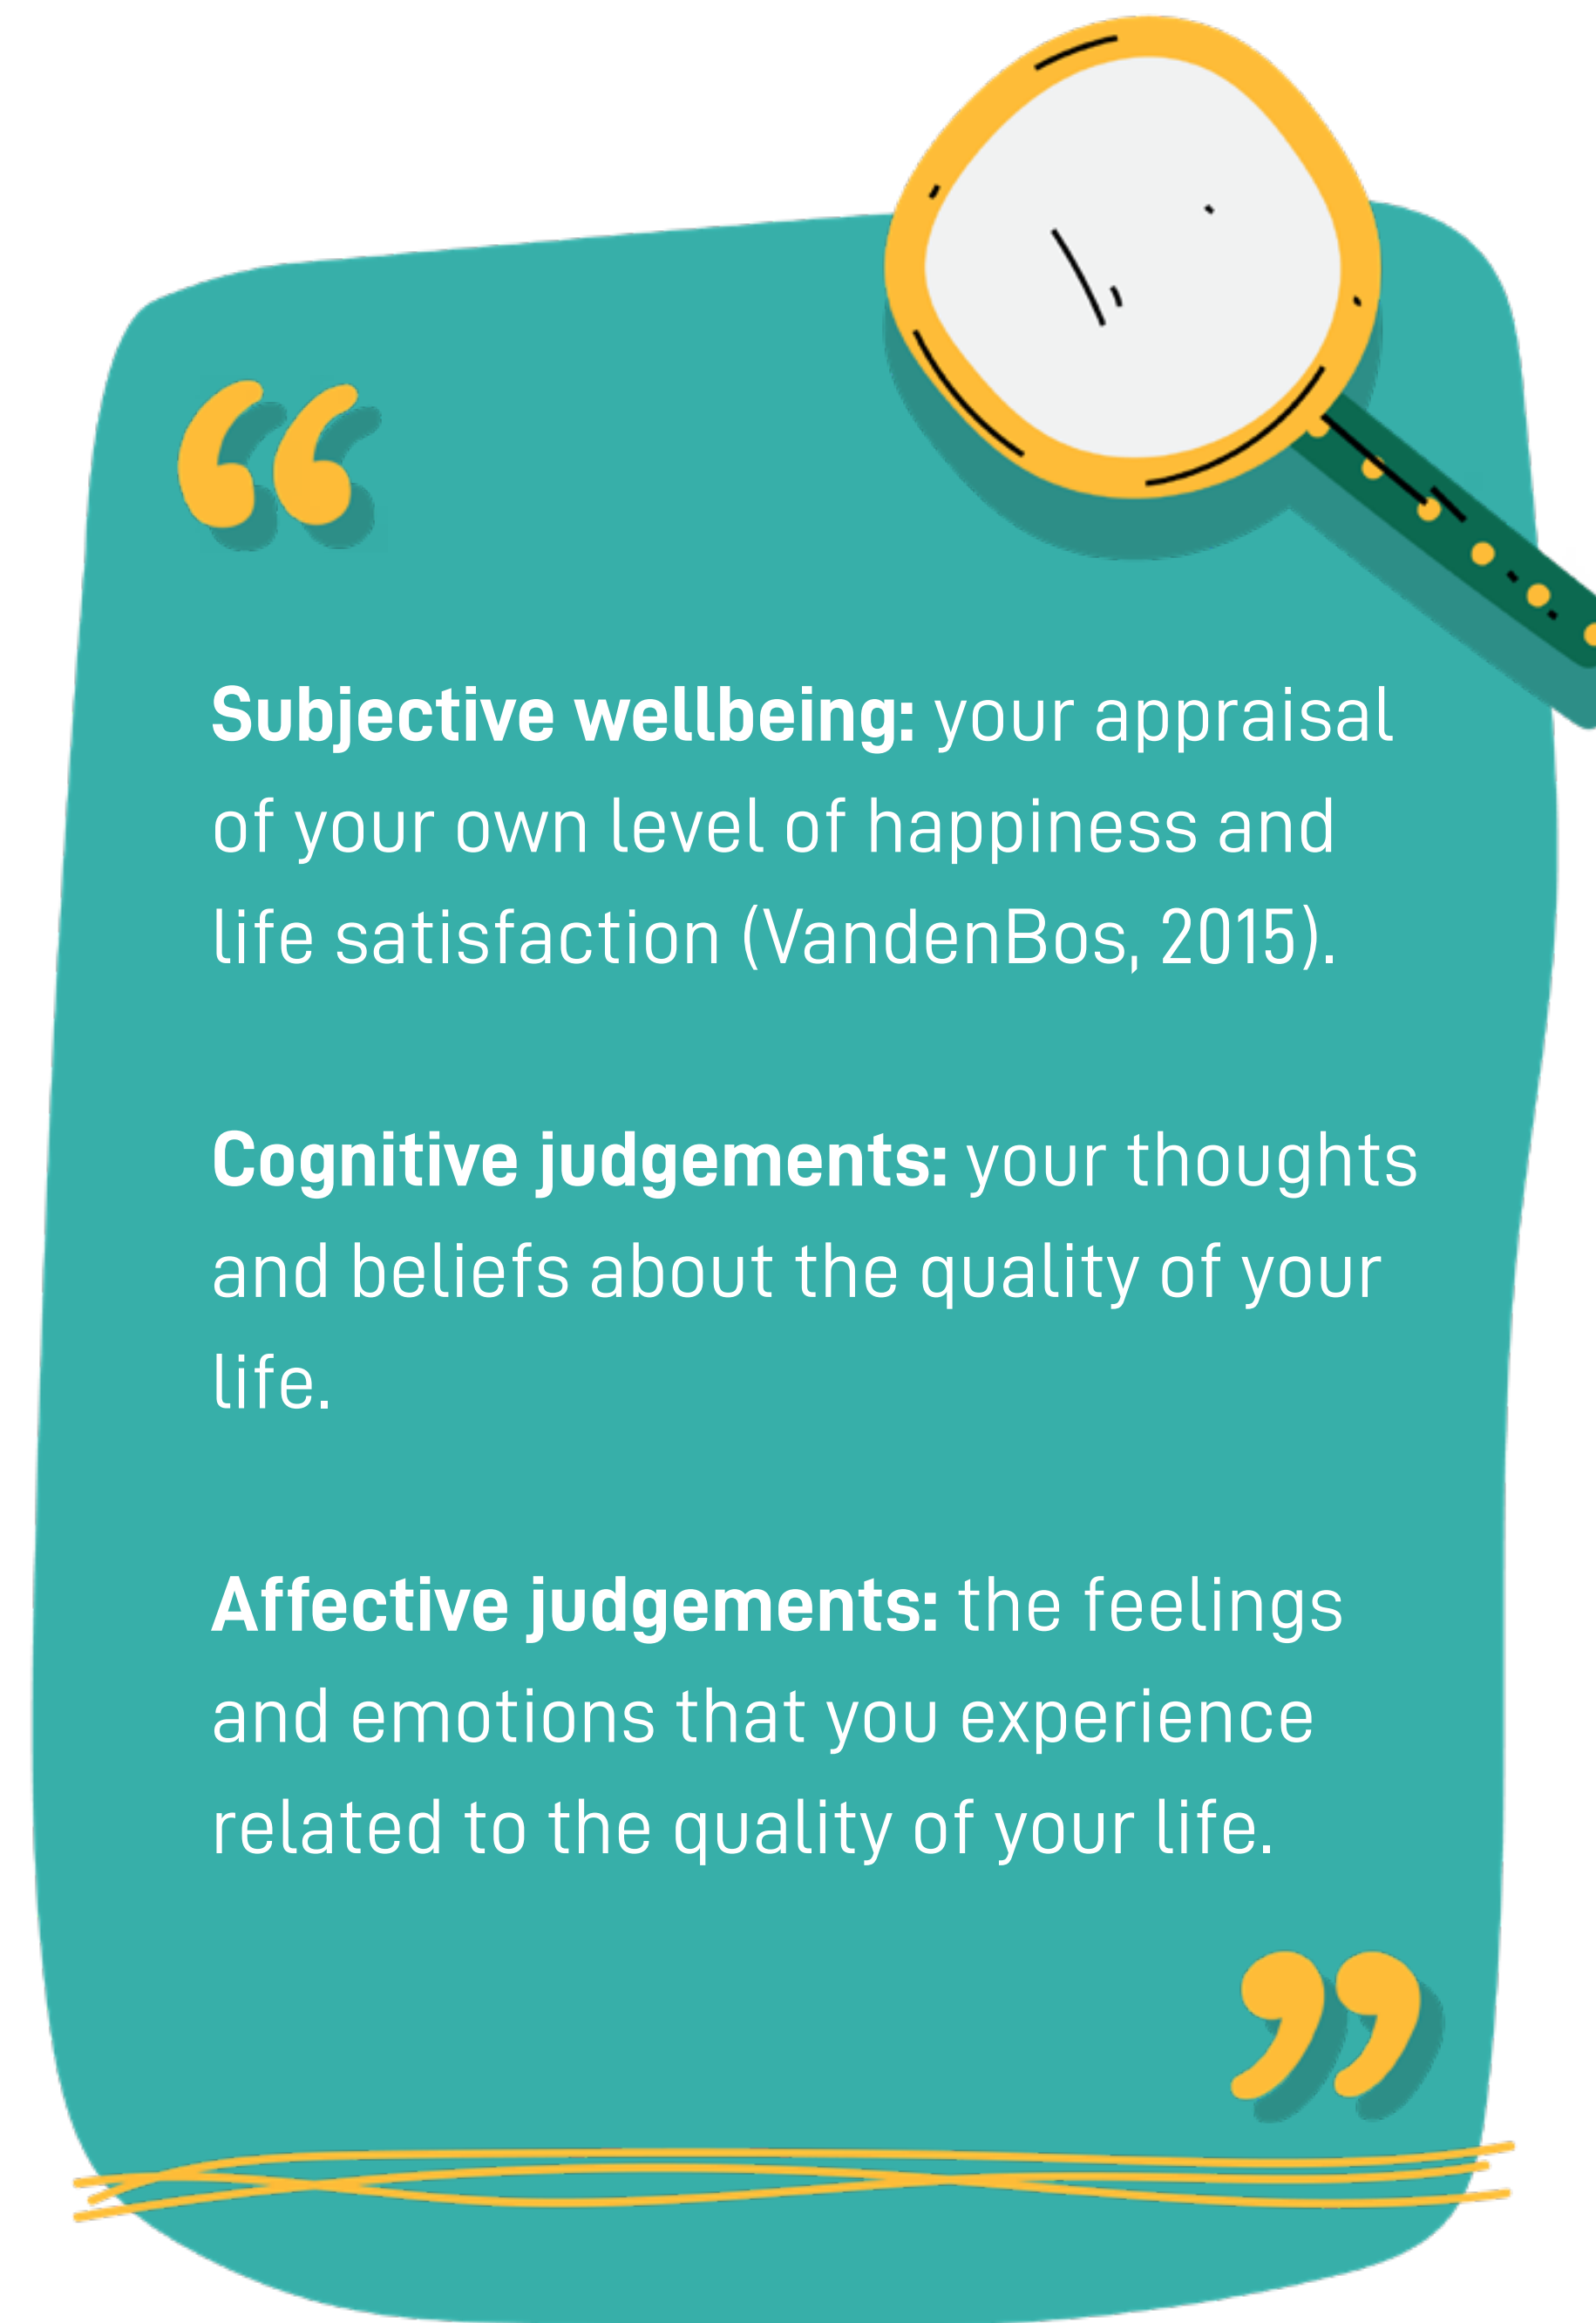 “
Subjective wellbeing: your appraisal
of your own level of happiness and
life satisfaction (VandenBos, 2015).
Cognitive judgements: your thoughts
and beliefs about the quality of your
life.
Affective judgements: the feelings
and emotions that you experience
related to the quality of your life.
”